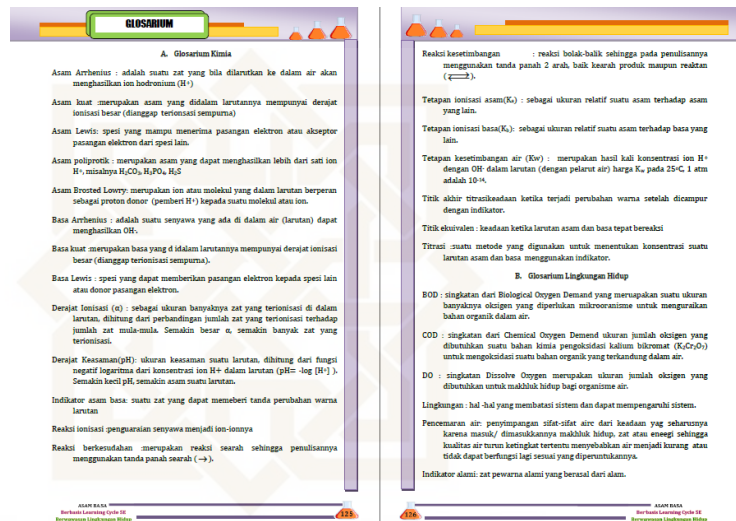 GLOSARIUM
A. Glosarium Kimia
Asam Arrhenius : adalah suatu zat yang bila dilarutkan ke dalam air akan
menghasilkan ion hodronium (H⁺)
Asam kuat :merupakan asam yang didalam larutannya mempunyai derajat
ionisasi besar (dianggap terionsasi sempurna)
Asam Lewis: spesi yang mampu menerima pasangan elektron atau akseptor
pasangan elektron dari spesi lain.
Asam poliprotik : merupakan asam yang dapat menghasilkan lebih dari sati ion
H⁺, misalnya H₂CO₃, H₃PO₄, H₂S
Asam Brosted Lowry: merupakan ion atau molekul yang dalam larutan berperan
sebagai proton donor (pemberi H⁺) kepada suatu molekul atau ion.
Basa Arrhenius : adalah suatu senyawa yang ada di dalam air (larutan) dapat
menghasilkan OH⁻.
Basa kuat :merupakan basa yang d idalam larutannya mempunyai derajat ionisasi
besar (dianggap terionisasi sempurna).
Basa Lewis : spesi yang dapat memberikan pasangan elektron kepada spesi lain
atau donor pasangan elektron.
Derajat Ionisasi (α) : sebagai ukuran banyaknya zat yang terionisasi di dalam
larutan, dihitung dari perbandingan jumlah zat yang terionisasi terhadap
jumlah zat mula-mula. Semakin besar α, semakin banyak zat yang
terionisasi.
Derajat Keasaman(pH): ukuran keasaman suatu larutan, dihitung dari fungsi
negatif logaritma dari konsentrasi ion H+ dalam larutan (pH= -log [H⁺] ).
Semakin kecil pH, semakin asam suatu larutan.
Indikator asam basa: suatu zat yang dapat memeberi tanda perubahan warna
larutan
Reaksi ionisasi :penguaraian senyawa menjadi ion-ionnya
Reaksi berkesudahan :merupakan reaksi searah sehingga penulisannya
menggunakan tanda panah searah (→).
ASAM BASA
Berbasis Learning Cycle 5E
Berwawasan Lingkungan Hidup
125
Reaksi kesetimbangan : reaksi bolak-balik sehingga pada penulisannya
menggunakan tanda panah 2 arah, baik kearah produk maupun reaktan
(⇄).
Tetapan ionisasi asam(Kₐ) : sebagai ukuran relatif suatu asam terhadap asam
yang lain.
Tetapan ionisasi basa(K_b): sebagai ukuran relatif suatu asam terhadap basa yang
lain.
Tetapan kesetimbangan air (Kw) : merupakan hasil kali konsentrasi ion H⁺
dengan OH⁻ dalam larutan (dengan pelarut air) harga K_w pada 25°C, 1 atm
adalah 10⁻¹⁴.
Titik akhir titrasikeadaan ketika terjadi perubahan warna setelah dicampur
dengan indikator.
Titik ekuivalen : keadaan ketika larutan asam dan basa tepat bereaksi
Titrasi :suatu metode yang digunakan untuk menentukan konsentrasi suatu
larutan asam dan basa menggunakan indikator.
B. Glosarium Lingkungan Hidup
BOD : singkatan dari Biological Oxygen Demand yang meruapakan suatu ukuran
banyaknya oksigen yang diperlukan mikrooranisme untuk menguraikan
bahan organik dalam air.
COD : singkatan dari Chemical Oxygen Demend ukuran jumlah oksigen yang
dibutuhkan suatu bahan kimia pengoksidasi kalium bikromat (K₂Cr₂O₇)
untuk mengoksidasi suatu bahan organik yang terkandung dalam air.
DO : singkatan Dissolve Oxygen merupakan ukuran jumlah oksigen yang
dibutuhkan untuk makhluk hidup bagi organisme air.
Lingkungan : hal -hal yang membatasi sistem dan dapat mempengaruhi sistem.
Pencemaran air: penyimpangan sifat-sifat airc dari keadaan yag seharusnya
karena masuk/ dimasukkannya makhluk hidup, zat atau eneegi sehingga
kualitas air turun ketingkat tertentu menyebabkan air menjadi kurang atau
tidak dapat berfungsi lagi sesuai yang diperuntukannya.
Indikator alami: zat pewarna alami yang berasal dari alam.
126
ASAM BASA
Berbasis Learning Cycle 5E
Berwawasan Lingkungan Hidup